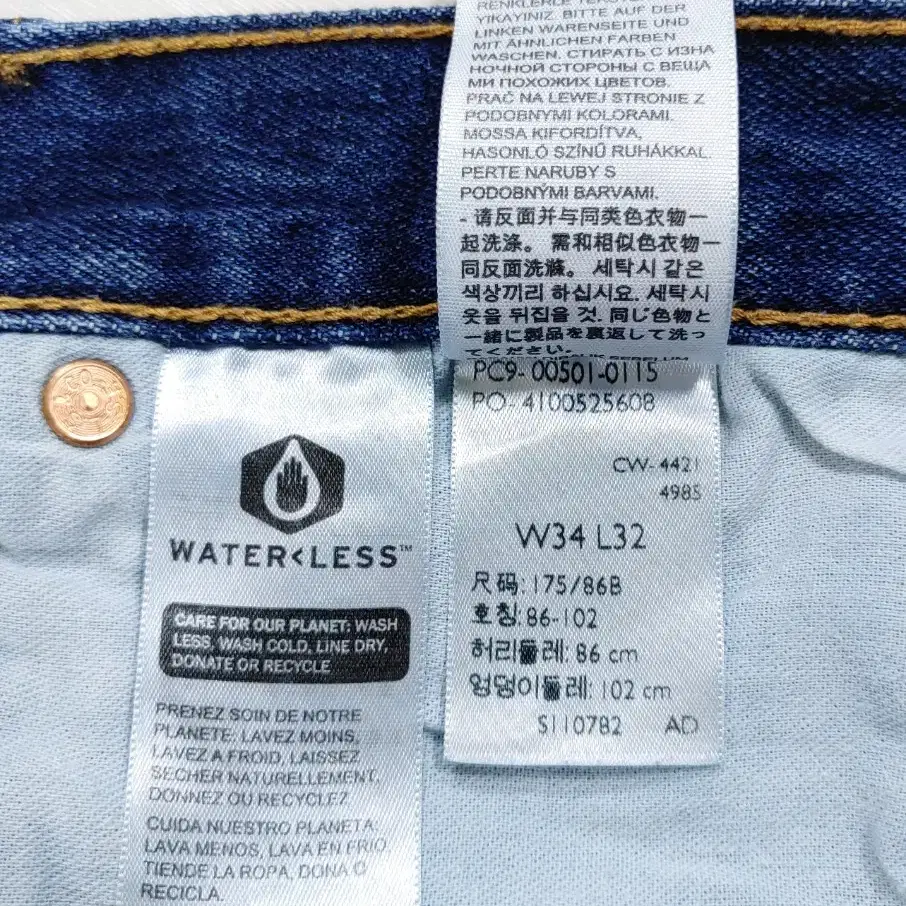 YIKAYINIZ. BITTE AUF DER
LINKEN WARENSEITE UND
MIT ÄHNLICHEN FARBEN
WASCHEN. СТИРАТЬ С ИЗНА
НОЧНОЙ СТОРОНЫ С ВЕЩА
МИ ПОХОЖИХ ЦВЕТОВ.
PRAĆ NA LEWEJ STRONIE Z
PODOBNYMI KOLORAMI.
MOSSA KIFORDÍTVA,
HASONLÓ SZÍNŰ RUHÁKKAL.
PERTE NARUBY S
PODOBNÝMI BARVAMI.
- 请反面并与同类色衣物一
起洗涤。 需和相似色衣物一
同反面洗滌。 세탁시 같은
색상끼리 하십시요. 세탁시
옷을 뒤집을 것. 同じ色物と
一緒に製品を裏返して洗っ
てください。
PC9- 00501-0115
PO- 4100525608
CW- 4421
4985
W34 L32
尺码: 175/86B
호칭: 86-102
허리둘레: 86 cm
엉덩이둘레: 102 cm
S110782 AD
WATER<LESS™
CARE FOR OUR PLANET: WASH
LESS, WASH COLD, LINE DRY,
DONATE OR RECYCLE
PRENEZ SOIN DE NOTRE
PLANETE: LAVEZ MOINS,
LAVEZ A FROID, LAISSEZ
SECHER NATURELLEMENT,
DONNEZ OU RECYCLEZ
CUIDA NUESTRO PLANETA:
LAVA MENOS, LAVA EN FRIO,
TIENDE LA ROPA, DONA O
RECICLA.